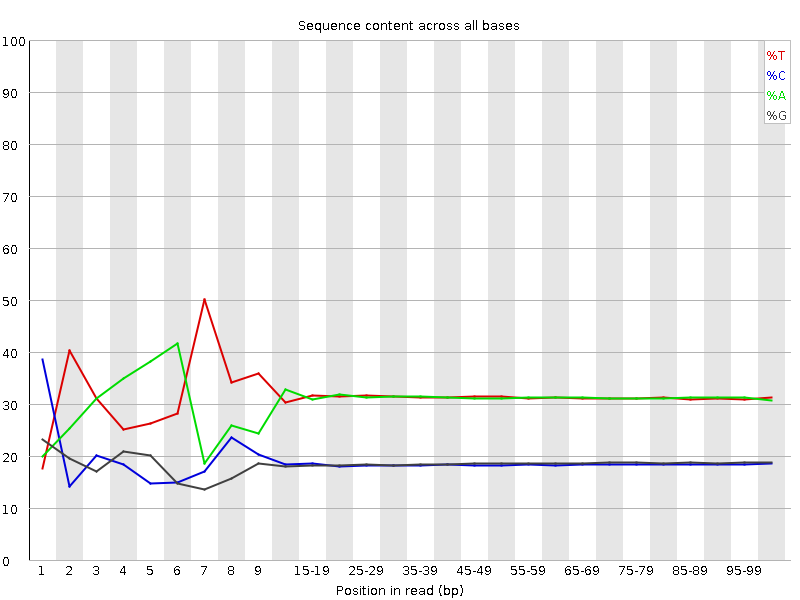 Sequence content across all bases
100
90
80
70
60
50
40
30
20
10
0
%T
%C
%A
%G
1 2 3 4 5 6 7 8 9 15-19 25-29 35-39 45-49 55-59 65-69 75-79 85-89 95-99
Position in read (bp)